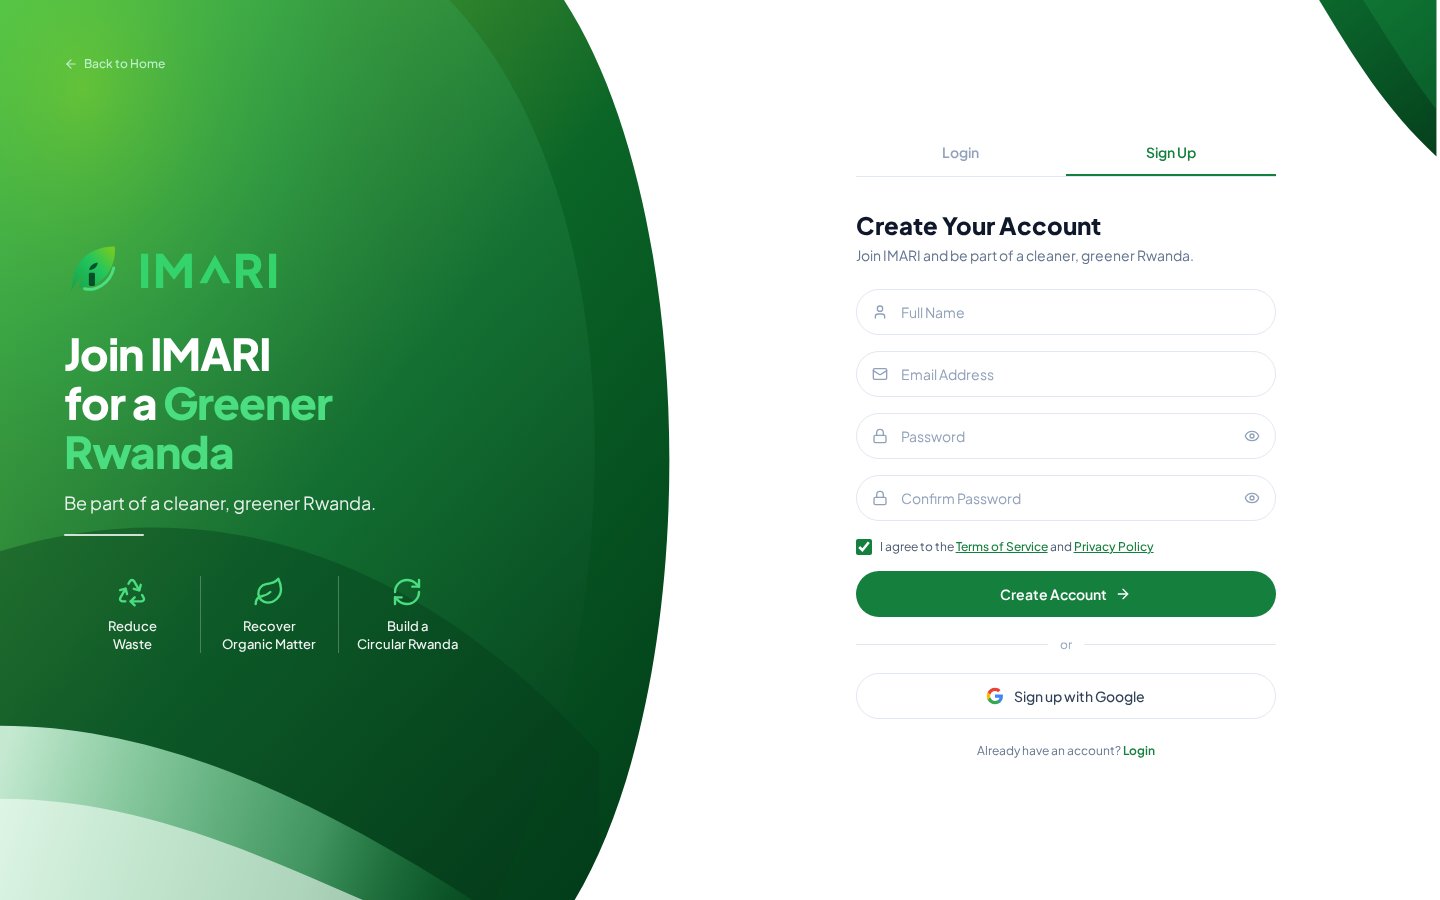 Back to Home
IMARI
Join IMARI
for a Greener
Rwanda
Be part of a cleaner, greener Rwanda.
Reduce
Waste
Recover
Organic Matter
Build a
Circular Rwanda
Login
Sign Up
Create Your Account
Join IMARI and be part of a cleaner, greener Rwanda.
Full Name
Email Address
Password
Confirm Password
I agree to the Terms of Service and Privacy Policy
Create Account
or
Sign up with Google
Already have an account? Login